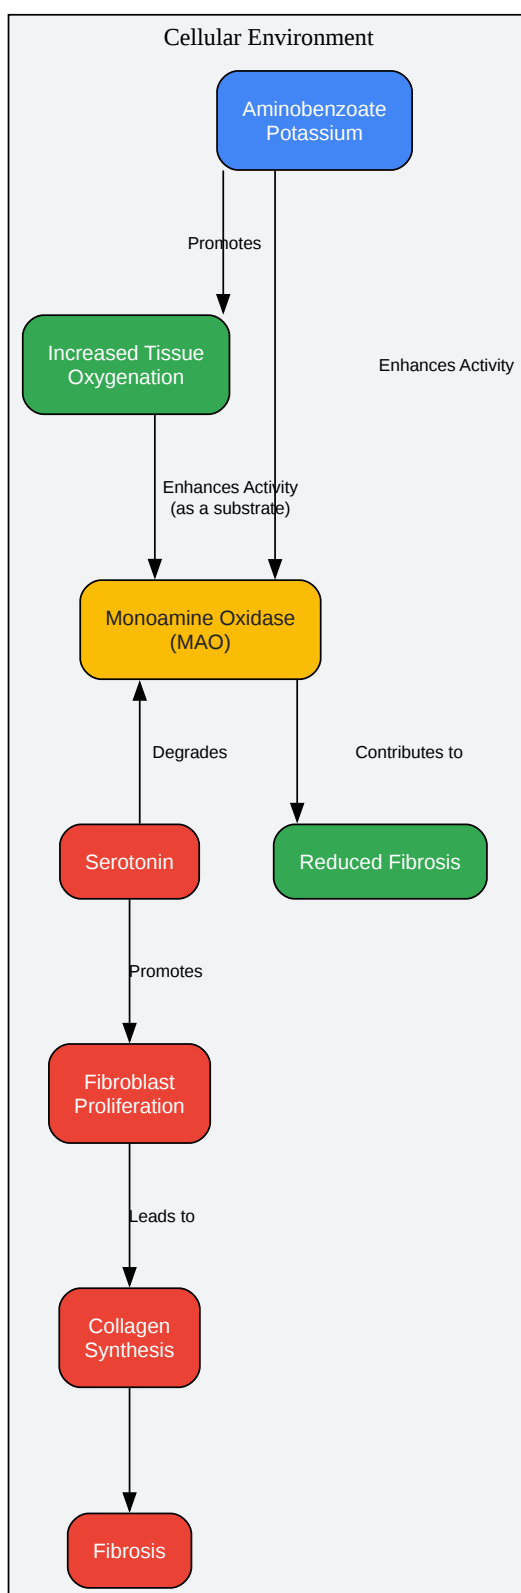 Cellular Environment
Aminobenzoate
Potassium
Promotes
Increased Tissue
Oxygenation
Enhances Activity
Enhances Activity
(as a substrate)
Monoamine Oxidase
(MAO)
Degrades
Contributes to
Serotonin
Reduced Fibrosis
Promotes
Fibroblast
Proliferation
Leads to
Collagen
Synthesis
Fibrosis